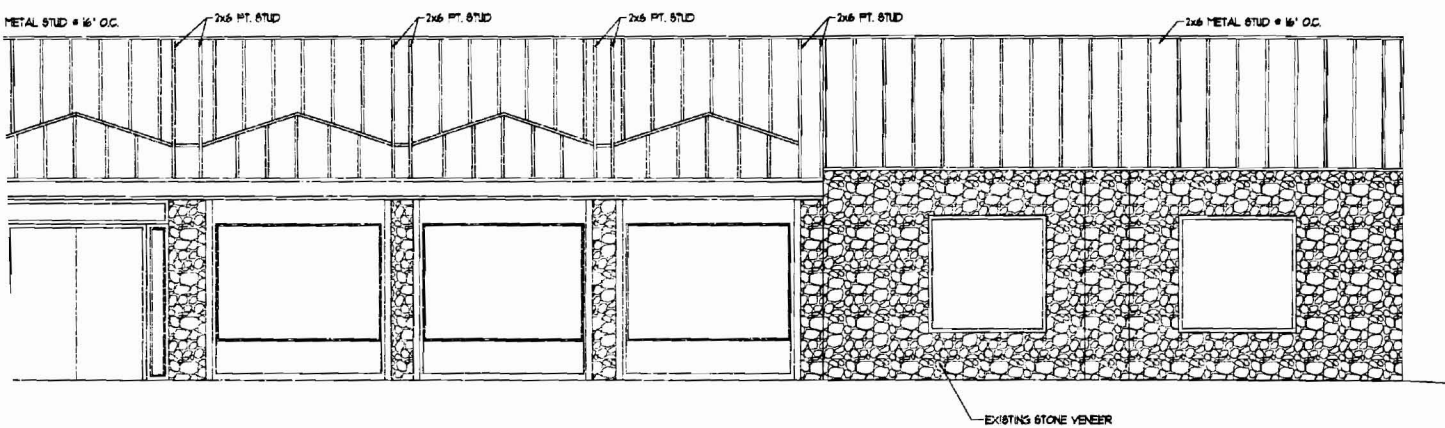 METAL STUD @ 16" O.C.
2x6 PT. STUD
2x6 PT. STUD
2x6 PT. STUD
2x6 PT. STUD
2x6 METAL STUD @ 16" O.C.
EXISTING STONE VENEER